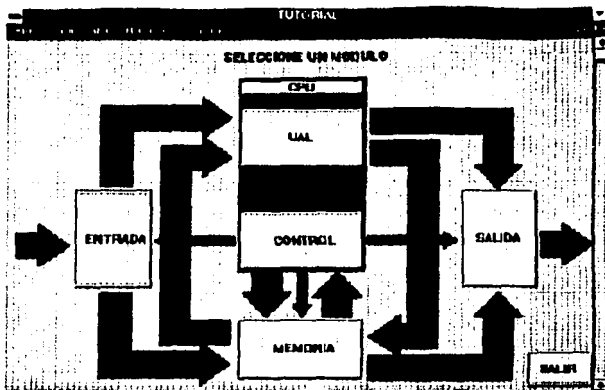 TUTORIAL
SELECCIONE UN MODULO
CPU
UAL
ENTRADA
CONTROL
SALIDA
MEMORIA
SALIR